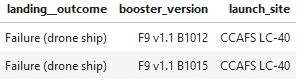 landing__outcome booster_version launch_site
Failure (drone ship) F9 v1.1 B1012 CCAFS LC-40
Failure (drone ship) F9 v1.1 B1015 CCAFS LC-40